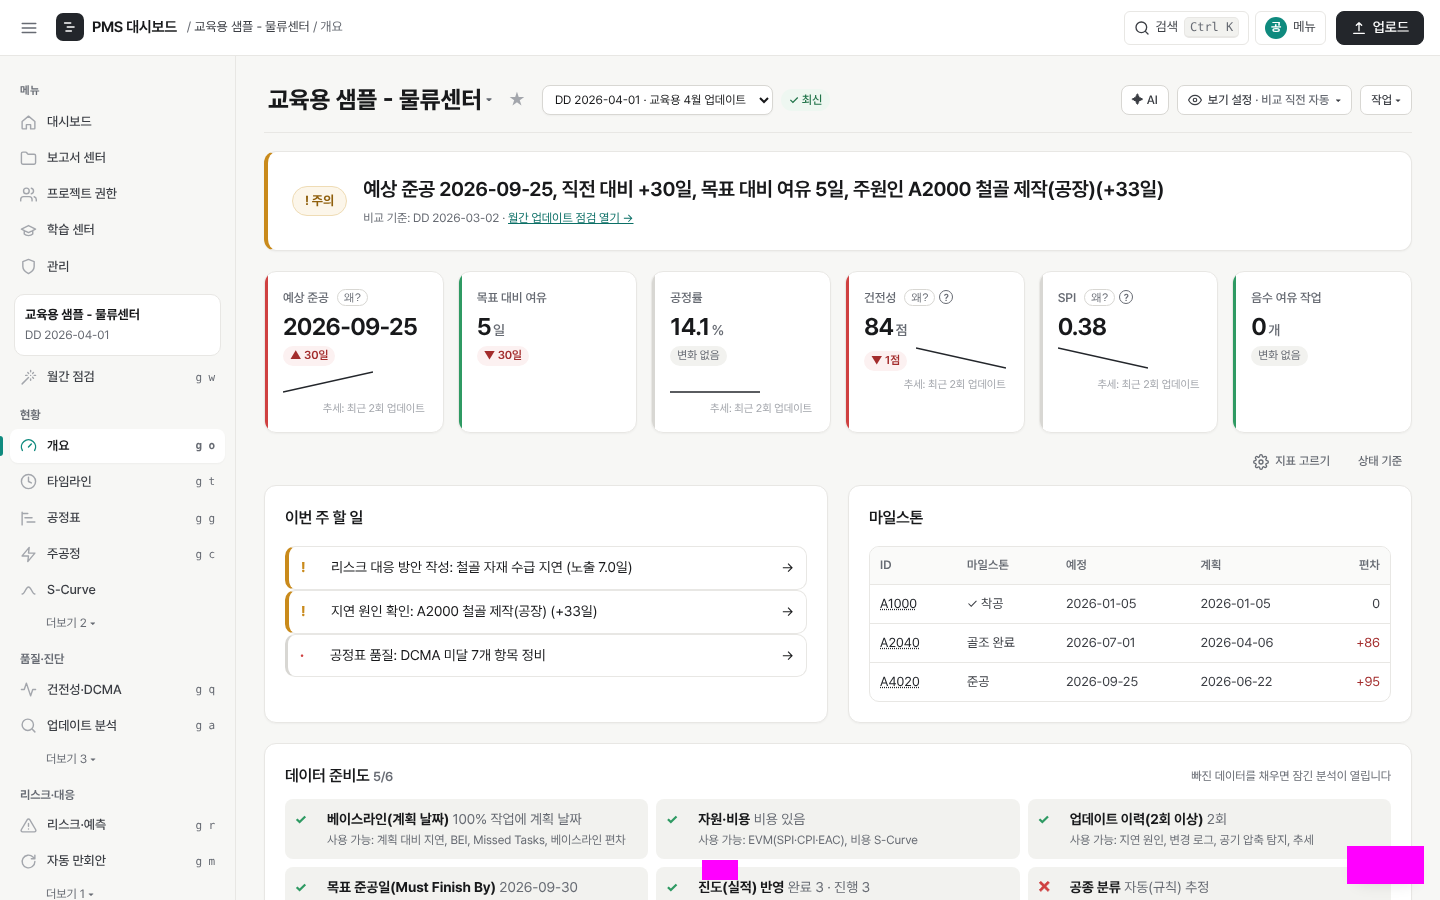 PMS 대시보드 / 교육용 샘플 - 물류센터 / 개요
검색 Ctrl K
공 메뉴
업로드
메뉴
대시보드
보고서 센터
프로젝트 권한
학습 센터
관리
교육용 샘플 - 물류센터
DD 2026-04-01
월간 점검 g w
현황
개요 g o
타임라인 g t
공정표 g g
주공정 g c
S-Curve
더보기 2
품질·진단
건전성·DCMA g q
업데이트 분석 g a
더보기 3
리스크·대응
리스크·예측 g r
자동 만회안 g m
더보기 1
교육용 샘플 - 물류센터
DD 2026-04-01 · 교육용 4월 업데이트
✓ 최신
AI
보기 설정 · 비교 직전 자동
작업
! 주의
예상 준공 2026-09-25, 직전 대비 +30일, 목표 대비 여유 5일, 주원인 A2000 철골 제작(공장)(+33일)
비교 기준: DD 2026-03-02 · 월간 업데이트 점검 열기 →
예상 준공 왜?
2026-09-25
▲ 30일
추세: 최근 2회 업데이트
목표 대비 여유
5일
▼ 30일
공정률
14.1%
변화 없음
추세: 최근 2회 업데이트
건전성 왜? ?
84점
▼ 1점
추세: 최근 2회 업데이트
SPI 왜? ?
0.38
추세: 최근 2회 업데이트
음수 여유 작업
0개
변화 없음
지표 고르기
상태 기준
이번 주 할 일
! 리스크 대응 방안 작성: 철골 자재 수급 지연 (노출 7.0일) →
! 지연 원인 확인: A2000 철골 제작(공장) (+33일) →
· 공정표 품질: DCMA 미달 7개 항목 정비 →
마일스톤
ID 마일스톤 예정 계획 편차
A1000 ✓ 착공 2026-01-05 2026-01-05 0
A2040 골조 완료 2026-07-01 2026-04-06 +86
A4020 준공 2026-09-25 2026-06-22 +95
데이터 준비도 5/6
빠진 데이터를 채우면 잠긴 분석이 열립니다
✓ 베이스라인(계획 날짜) 100% 작업에 계획 날짜
사용 가능: 계획 대비 지연, BEI, Missed Tasks, 베이스라인 편차
✓ 자원·비용 비용 있음
사용 가능: EVM(SPI·CPI·EAC), 비용 S-Curve
✓ 업데이트 이력(2회 이상) 2회
사용 가능: 지연 원인, 변경 로그, 공기 압축 탐지, 추세
✓ 목표 준공일(Must Finish By) 2026-09-30
✓ 진도(실적) 반영 완료 3 · 진행 3
✕ 공종 분류 자동(규칙) 추정